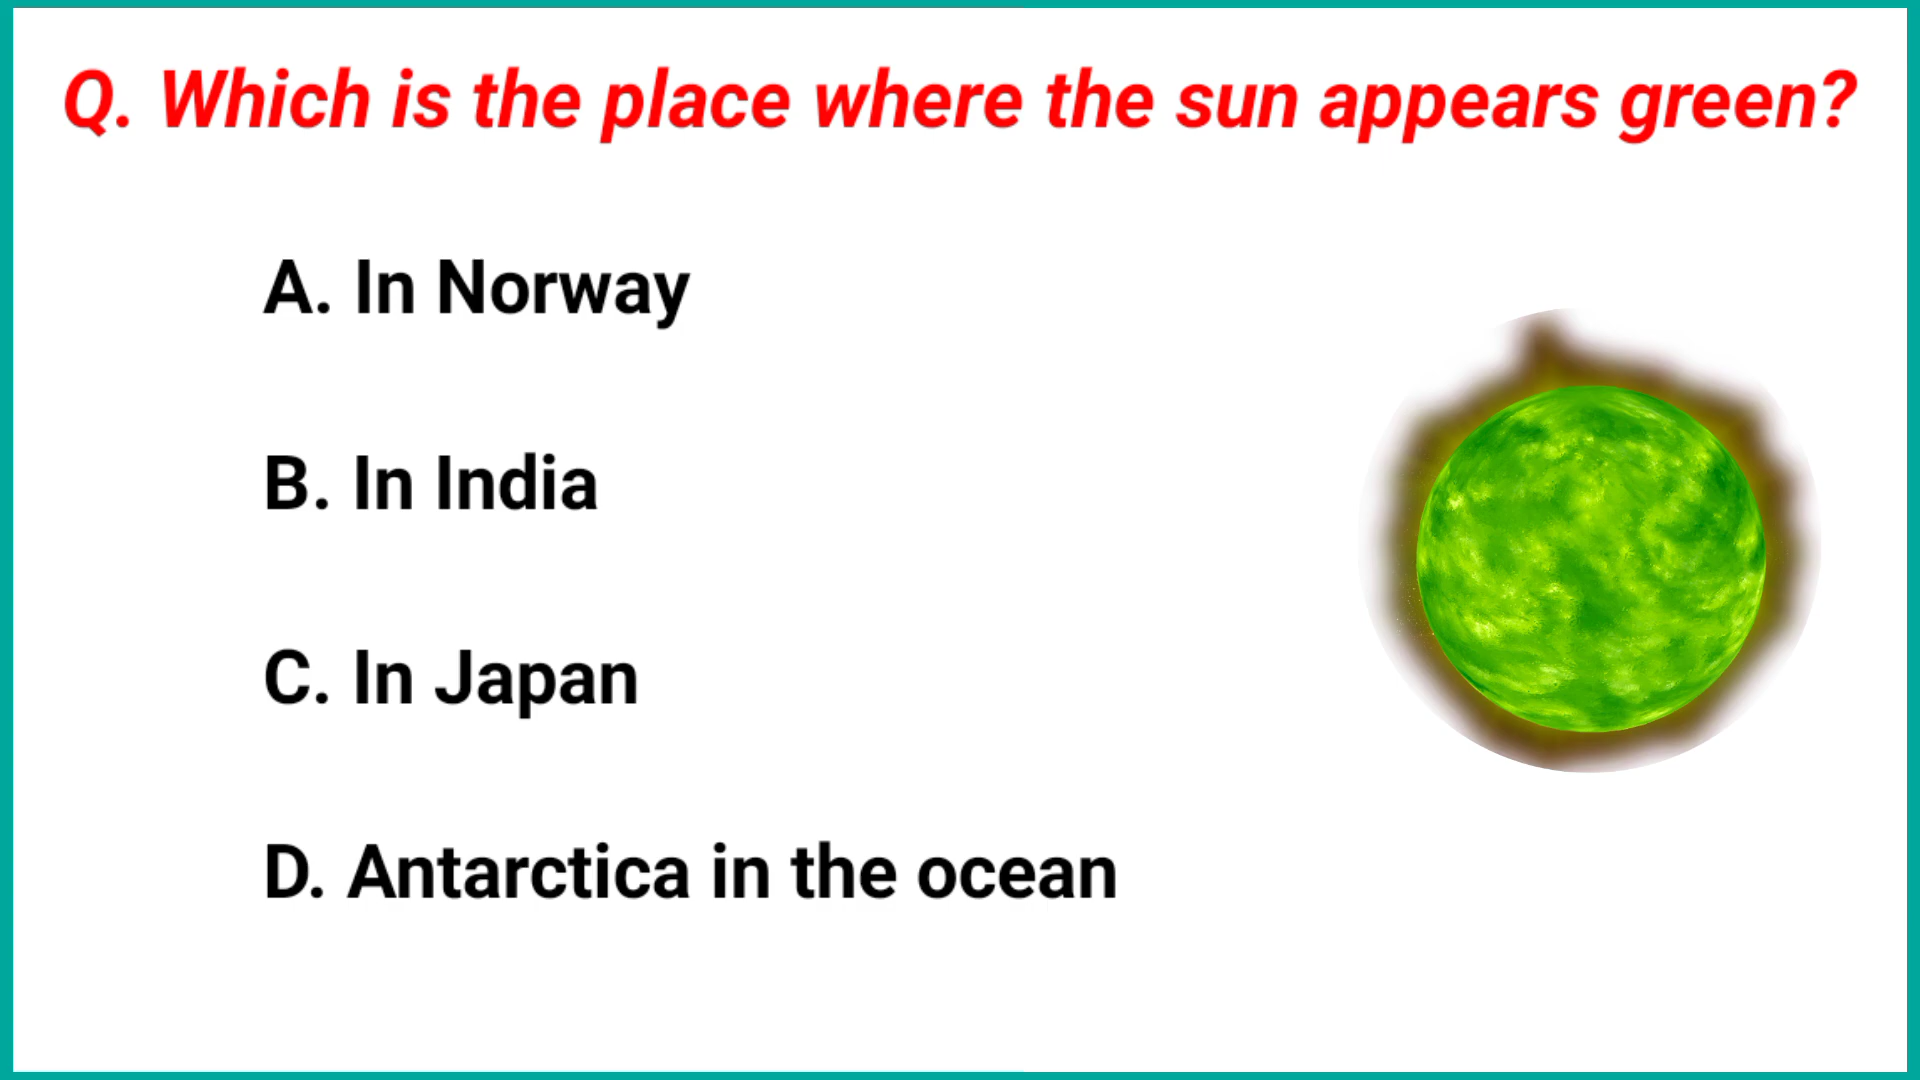 Q. Which is the place where the sun appears green?
A. In Norway
B. In India
C. In Japan
D. Antarctica in the ocean